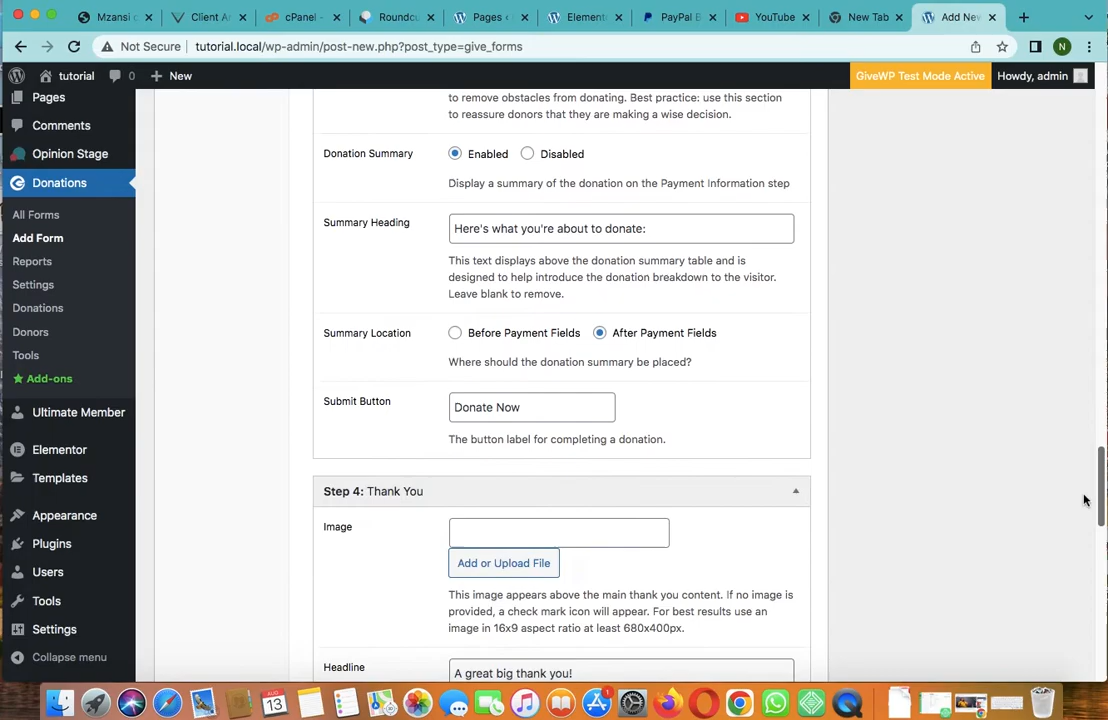 Mzansi c
Client Ar
cPanel -
Roundcu
Pages ‹
Elemento
PayPal B
YouTube
New Tab
Add New
Not Secure
tutorial.local/wp-admin/post-new.php?post_type=give_forms
N
tutorial
0
New
GiveWP Test Mode Active
Howdy, admin
Pages
Comments
Opinion Stage
Donations
All Forms
Add Form
Reports
Settings
Donations
Donors
Tools
Add-ons
Ultimate Member
Elementor
Templates
Appearance
Plugins
Users
Tools
Settings
Collapse menu
to remove obstacles from donating. Best practice: use this section
to reassure donors that they are making a wise decision.
Donation Summary
Enabled
Disabled
Display a summary of the donation on the Payment Information step
Summary Heading
Here's what you're about to donate:
This text displays above the donation summary table and is
designed to help introduce the donation breakdown to the visitor.
Leave blank to remove.
Summary Location
Before Payment Fields
After Payment Fields
Where should the donation summary be placed?
Submit Button
Donate Now
The button label for completing a donation.
Step 4: Thank You
Image
Add or Upload File
This image appears above the main thank you content. If no image is
provided, a check mark icon will appear. For best results use an
image in 16x9 aspect ratio at least 680x400px.
Headline
A great big thank you!
AUG
13
1